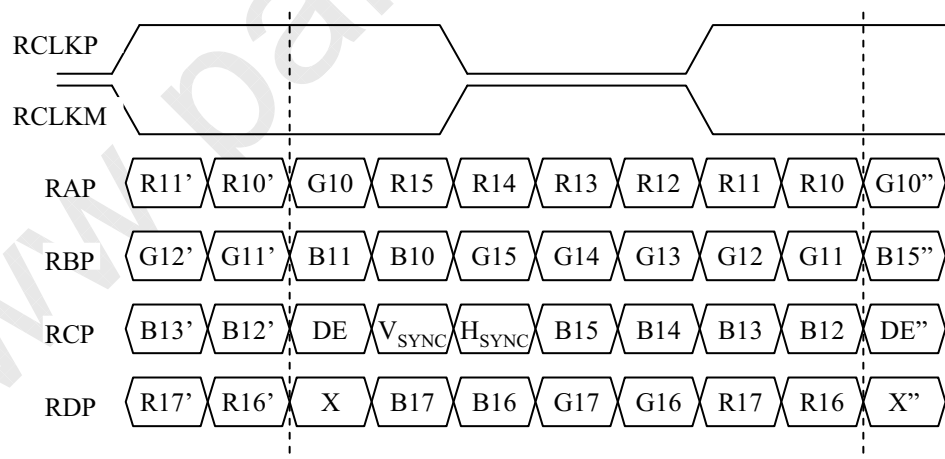 RCLKP
RCLKM
RAP R11’ R10’ G10 R15 R14 R13 R12 R11 R10 G10”
RBP G12’ G11’ B11 B10 G15 G14 G13 G12 G11 B15”
RCP B13’ B12’ DE VSYNC HSYNC B15 B14 B13 B12 DE”
RDP R17’ R16’ X B17 B16 G17 G16 R17 R16 X”